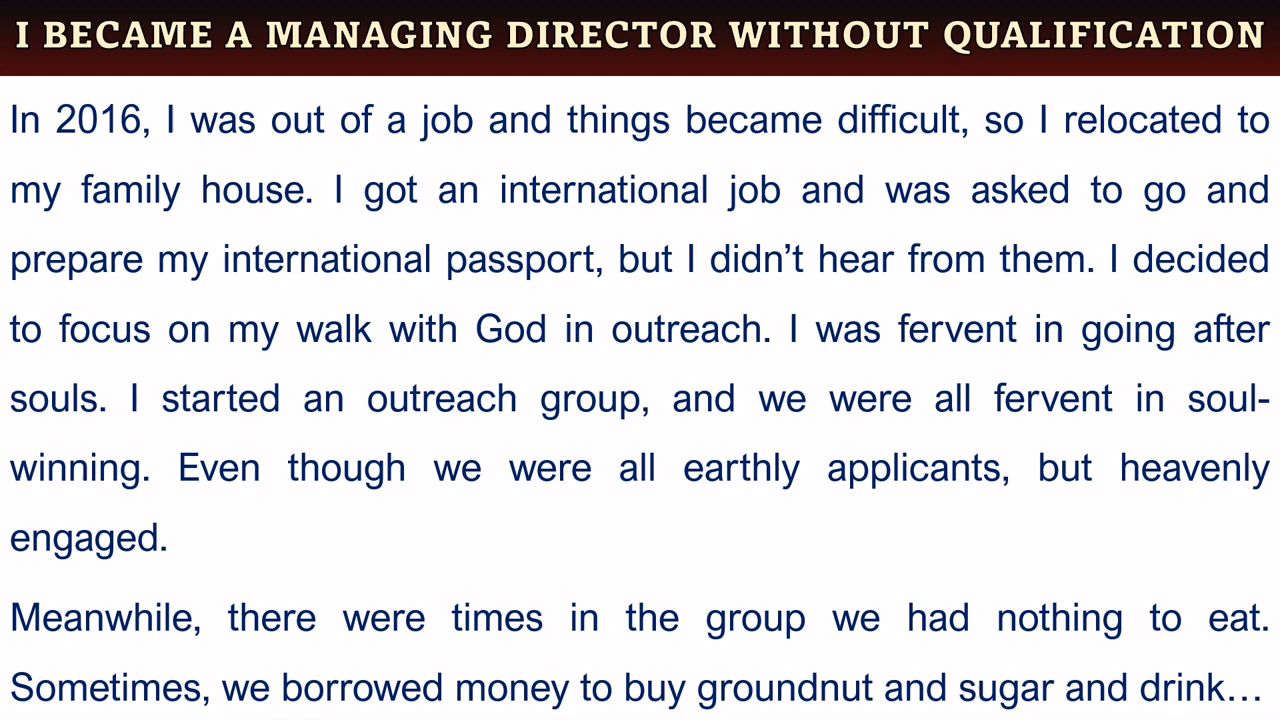 I BECAME A MANAGING DIRECTOR WITHOUT QUALIFICATION
In 2016, I was out of a job and things became difficult, so I relocated to
my family house. I got an international job and was asked to go and
prepare my international passport, but I didn’t hear from them. I decided
to focus on my walk with God in outreach. I was fervent in going after
souls. I started an outreach group, and we were all fervent in soul-
winning. Even though we were all earthly applicants, but heavenly
engaged.
Meanwhile, there were times in the group we had nothing to eat.
Sometimes, we borrowed money to buy groundnut and sugar and drink…